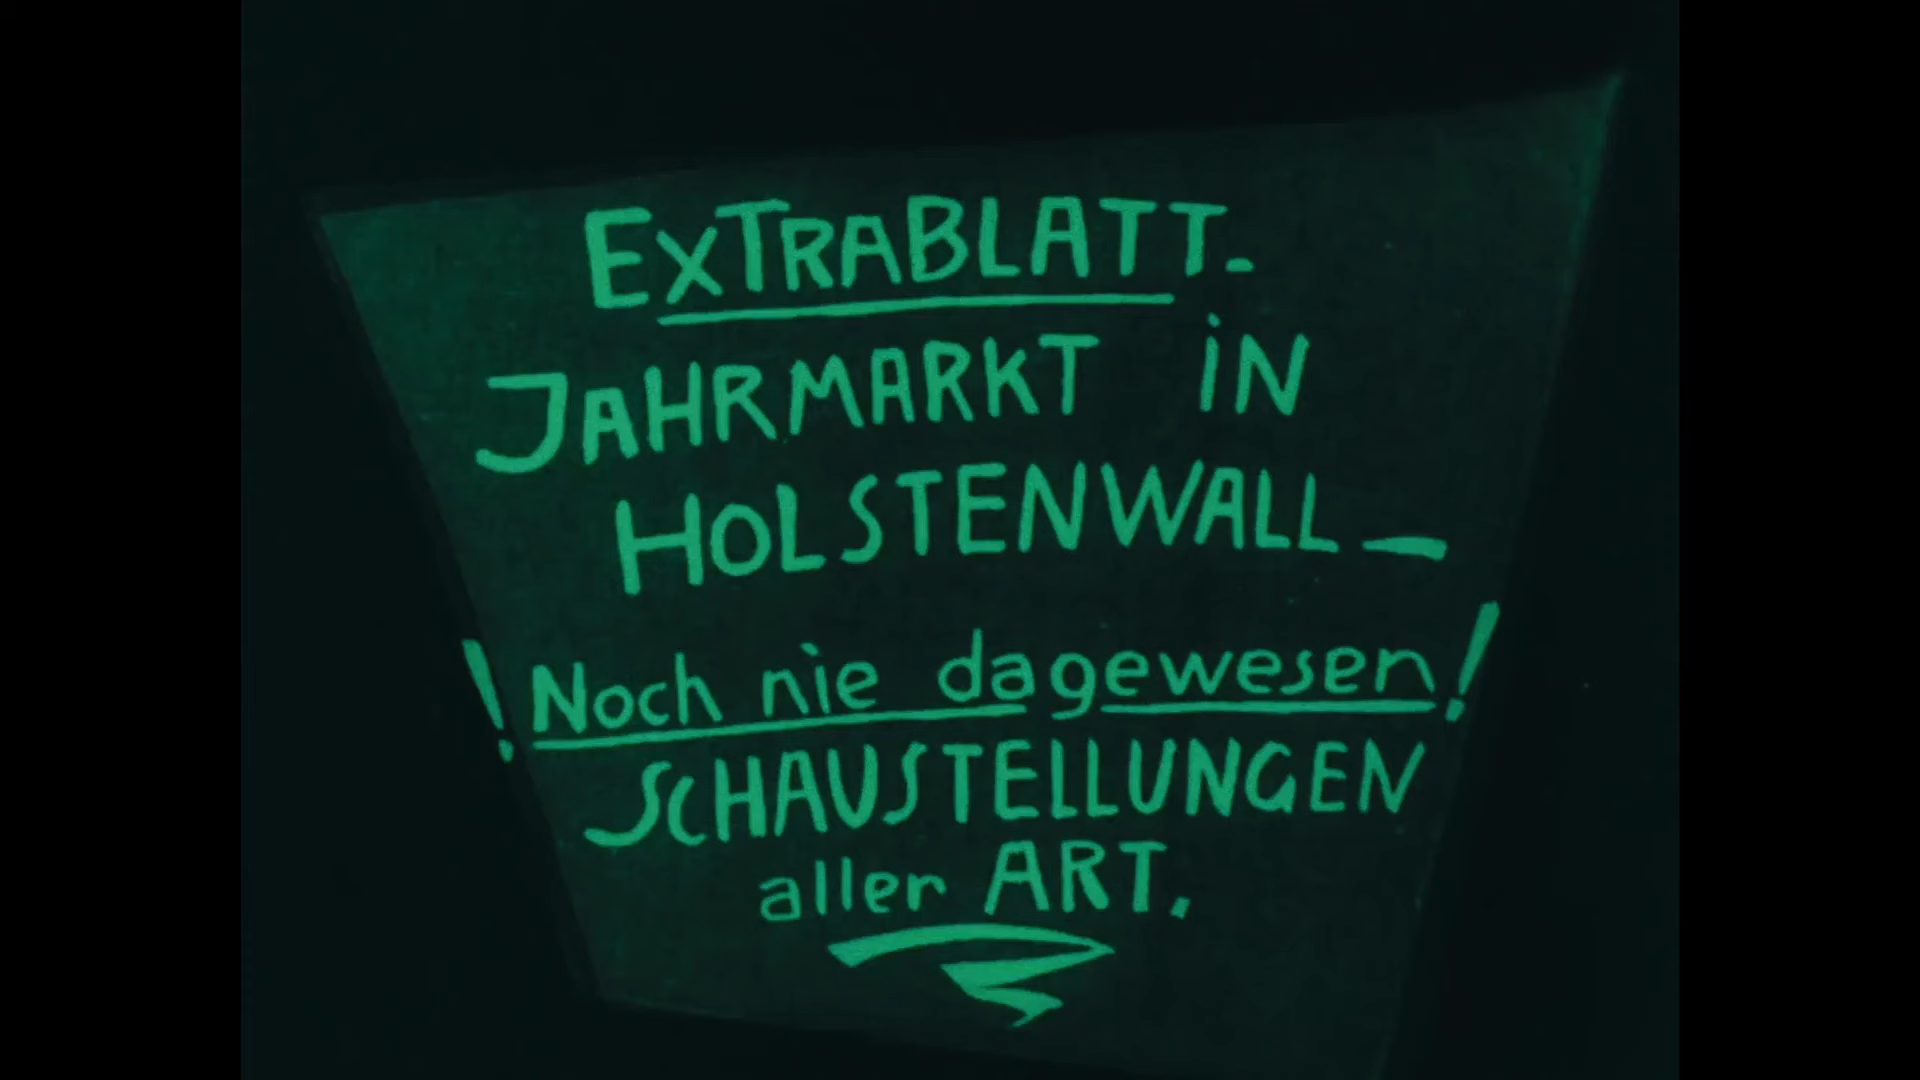 EXTRABLATT-
JAHRMARKT iN
HOLSTENWALL —
! Noch nie dagewesen !
SCHAUSTELLUNGEN
aller ART.